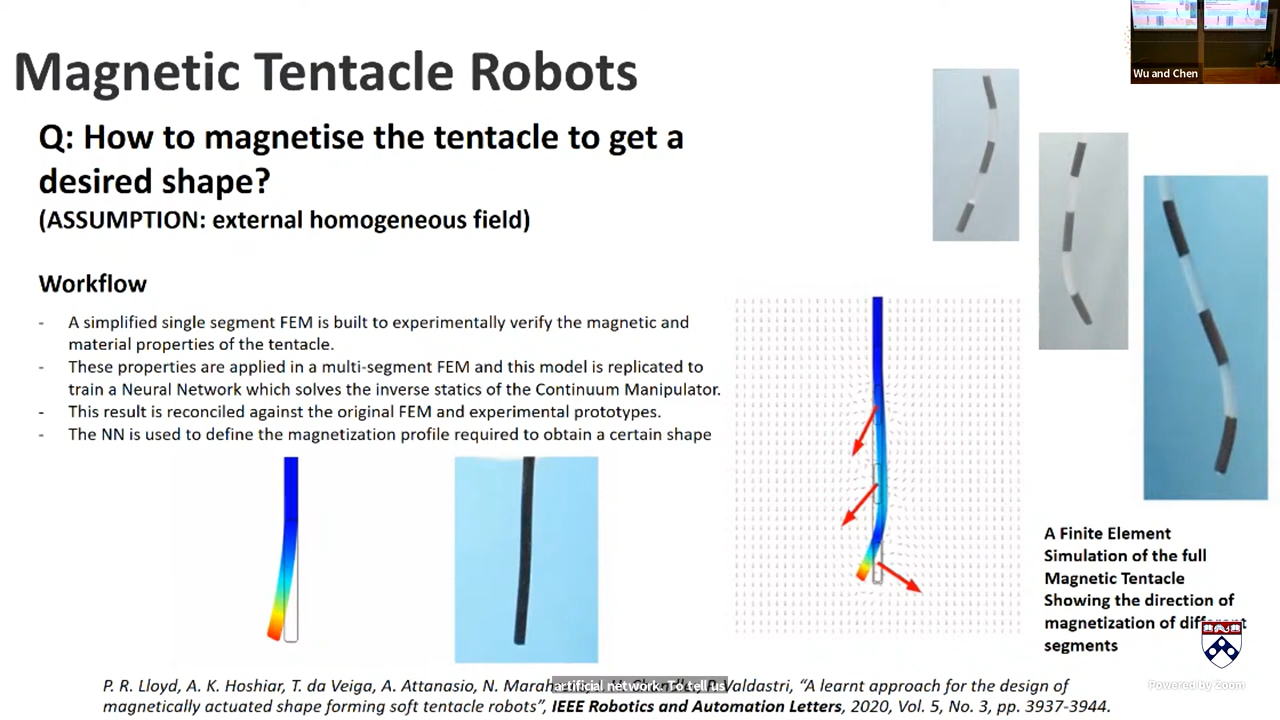 Magnetic Tentacle Robots
Wu and Chen
Q: How to magnetise the tentacle to get a
desired shape?
(ASSUMPTION: external homogeneous field)
Workflow
- A simplified single segment FEM is built to experimentally verify the magnetic and
material properties of the tentacle.
- These properties are applied in a multi-segment FEM and this model is replicated to
train a Neural Network which solves the inverse statics of the Continuum Manipulator.
- This result is reconciled against the original FEM and experimental prototypes.
- The NN is used to define the magnetization profile required to obtain a certain shape
A Finite Element
Simulation of the full
Magnetic Tentacle
Showing the direction of
magnetization of different
segments
P. R. Lloyd, A. K. Hoshiar, T. da Veiga, A. Attanasio, N. Marah Valdastri, “A learnt approach for the design of
artificial network. To tell us
Powered by Zoom
magnetically actuated shape forming soft tentacle robots”, IEEE Robotics and Automation Letters, 2020, Vol. 5, No. 3, pp. 3937-3944.